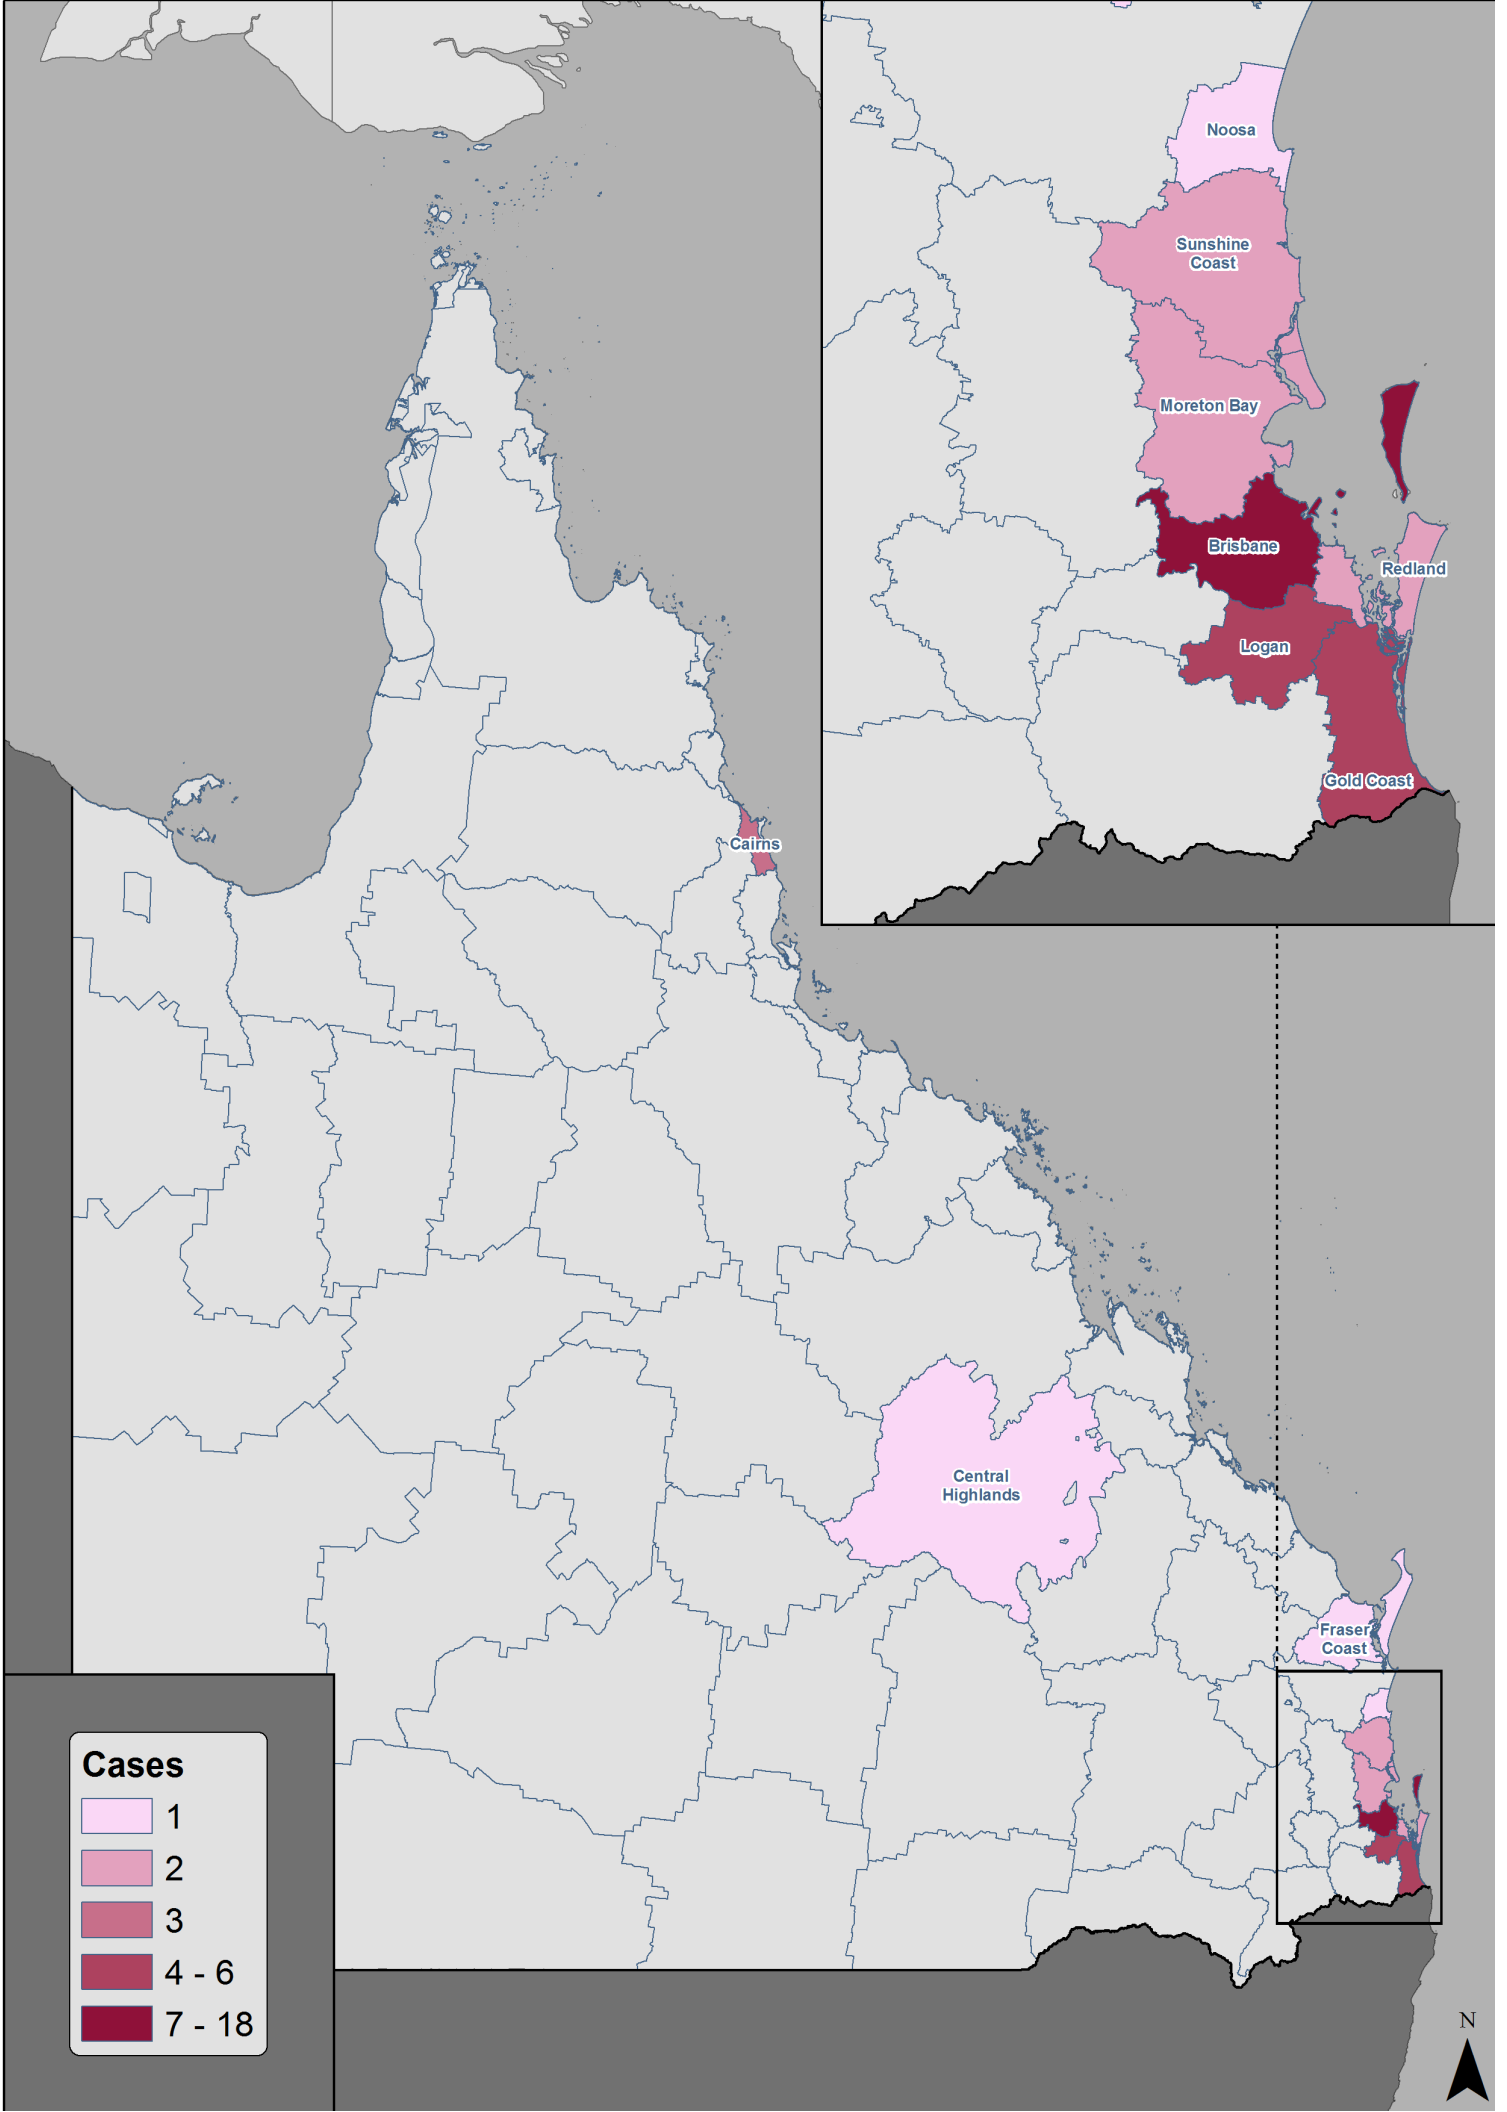 Noosa
Sunshine
Coast
Moreton Bay
Brisbane
Redland
Logan
Gold Coast
Cairns
Central
Highlands
Fraser
Coast
Cases
1
2
3
4 - 6
7 - 18
N